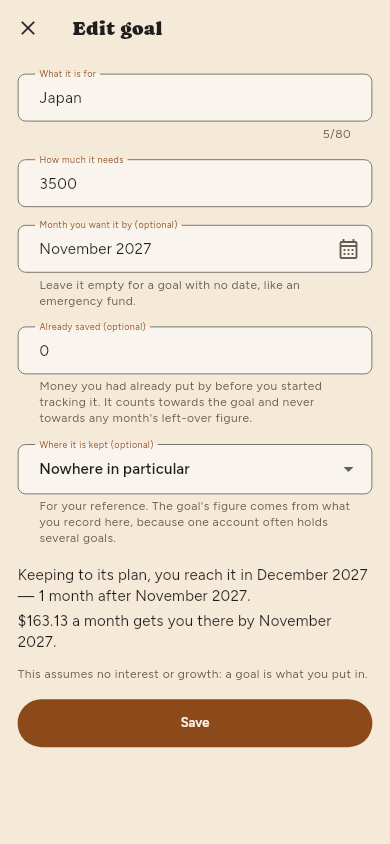 Edit goal
What it is for
Japan
5/80
How much it needs
3500
Month you want it by (optional)
November 2027
Leave it empty for a goal with no date, like an
emergency fund.
Already saved (optional)
0
Money you had already put by before you started
tracking it. It counts towards the goal and never
towards any month's left-over figure.
Where it is kept (optional)
Nowhere in particular
For your reference. The goal's figure comes from what
you record here, because one account often holds
several goals.
Keeping to its plan, you reach it in December 2027
— 1 month after November 2027.
$163.13 a month gets you there by November
2027.
This assumes no interest or growth: a goal is what you put in.
Save